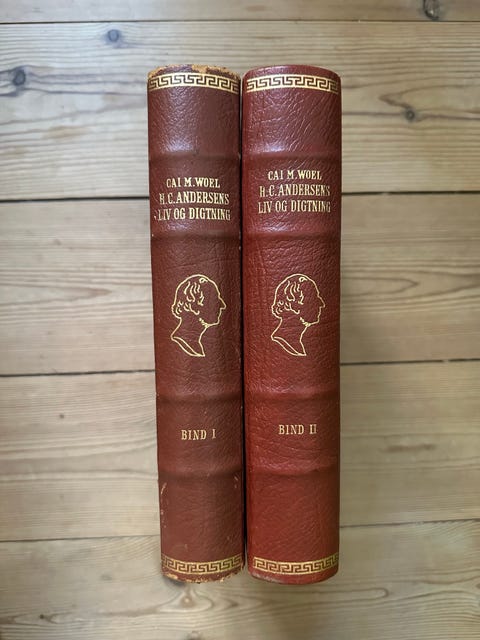 CAI M. WOEL
H. C. ANDERSENS
LIV OG DIGTNING
BIND I
CAI M. WOEL
H. C. ANDERSENS
LIV OG DIGTNING
BIND II